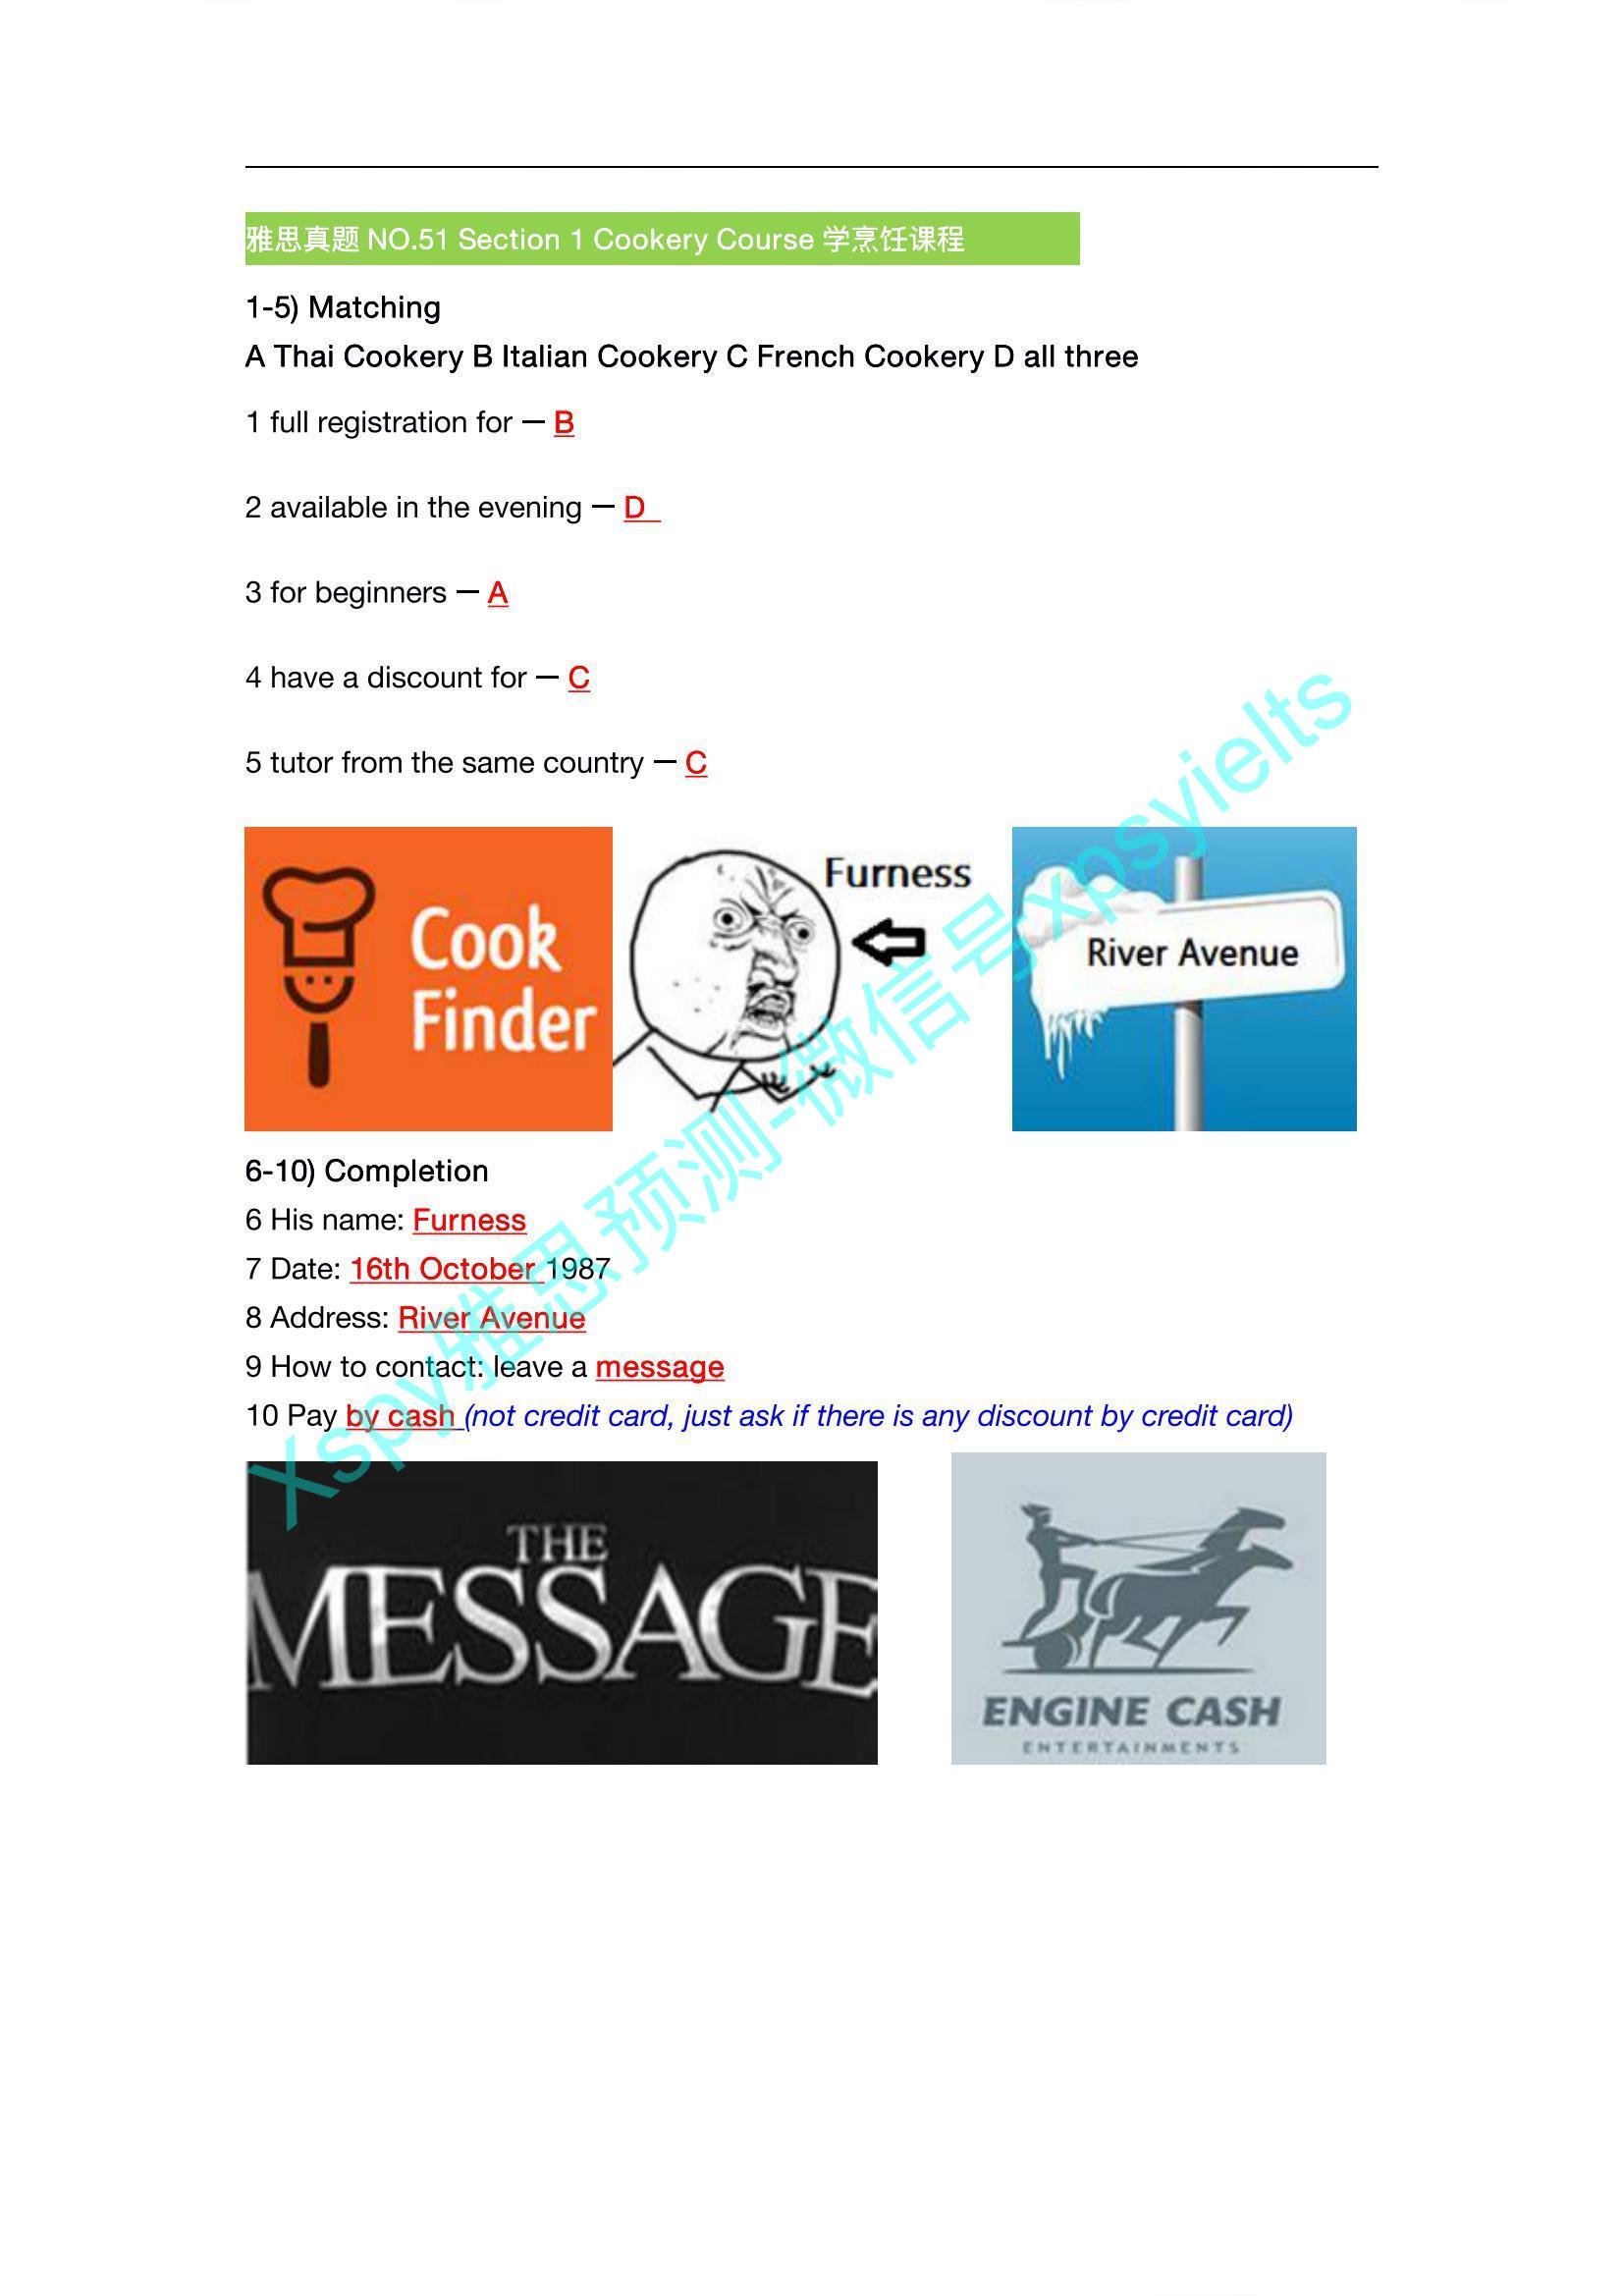 雅思真题 NO.51 Section 1 Cookery Course 学烹饪课程
1-5) Matching
A Thai Cookery B Italian Cookery C French Cookery D all three
1 full registration for — B
2 available in the evening — D
3 for beginners — A
4 have a discount for — C
5 tutor from the same country — C
Cook
Finder
Furness
River Avenue
6-10) Completion
6 His name: Furness
7 Date: 16th October 1987
8 Address: River Avenue
9 How to contact: leave a message
10 Pay by cash (not credit card, just ask if there is any discount by credit card)
THE
MESSAGE
ENGINE CASH
ENTERTAINMENTS
Xspy雅思预测-微信号xpsyielts